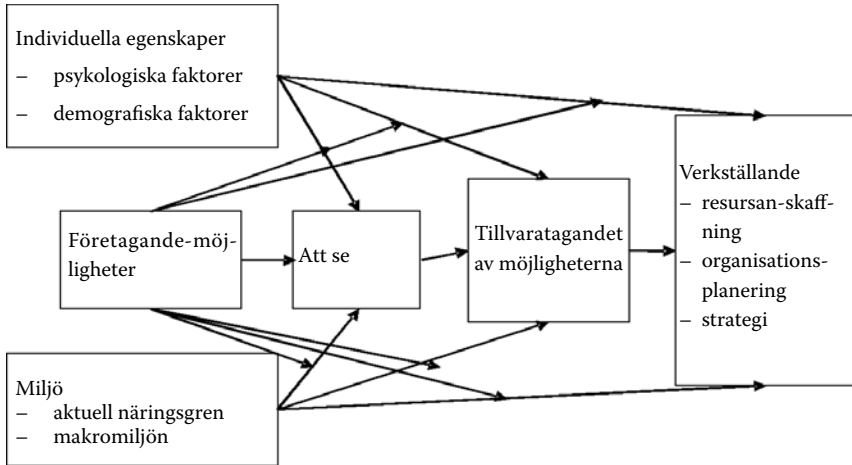 Individuella egenskaper
– psykologiska faktorer
– demografiska faktorer
Företagande-möj-
ligheter
Att se
Tillvaratagandet
av möjligheterna
Verkställande
– resursan-skaff-
ning
– organisations-
planering
– strategi
Miljö
– aktuell näringsgren
– makromiljön